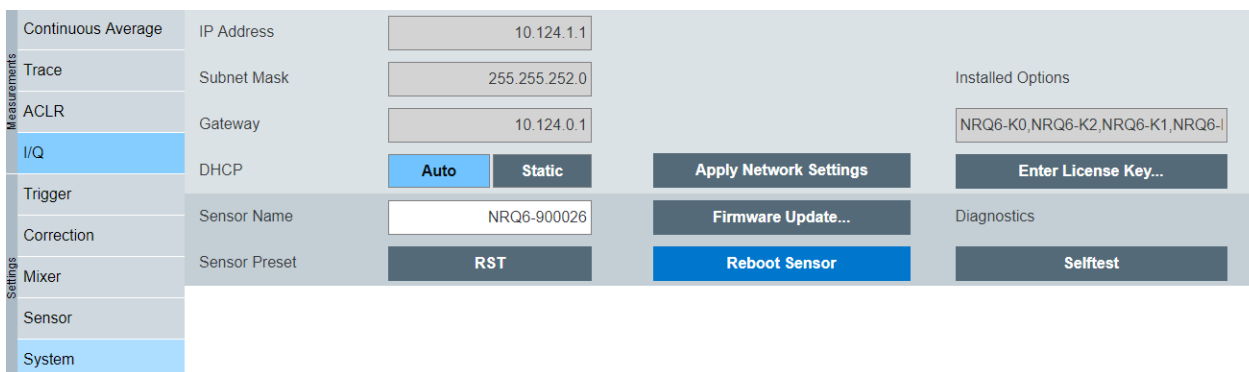 Measurements
Continuous Average
Trace
ACLR
I/Q
Settings
Trigger
Correction
Mixer
Sensor
System
IP Address 10.124.1.1
Subnet Mask 255.255.252.0 Installed Options
Gateway 10.124.0.1 NRQ6-K0,NRQ6-K2,NRQ6-K1,NRQ6-
DHCP Auto Static Apply Network Settings Enter License Key...
Sensor Name NRQ6-900026 Firmware Update... Diagnostics
Sensor Preset RST Reboot Sensor Selftest